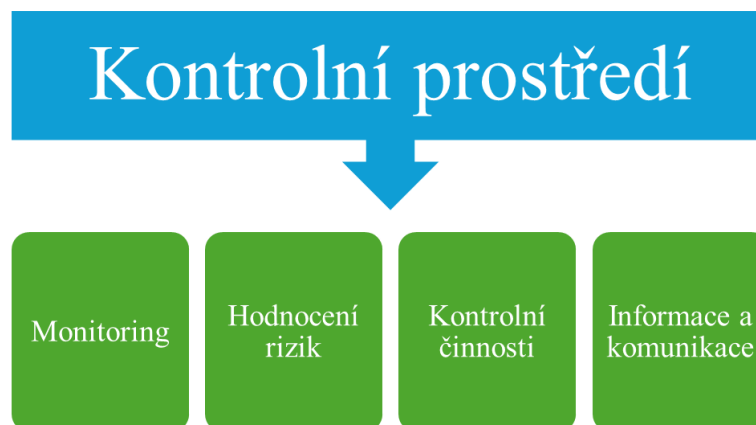 Kontrolní prostředí
Monitoring
Hodnocení
rizik
Kontrolní
činnosti
Informace a
komunikace